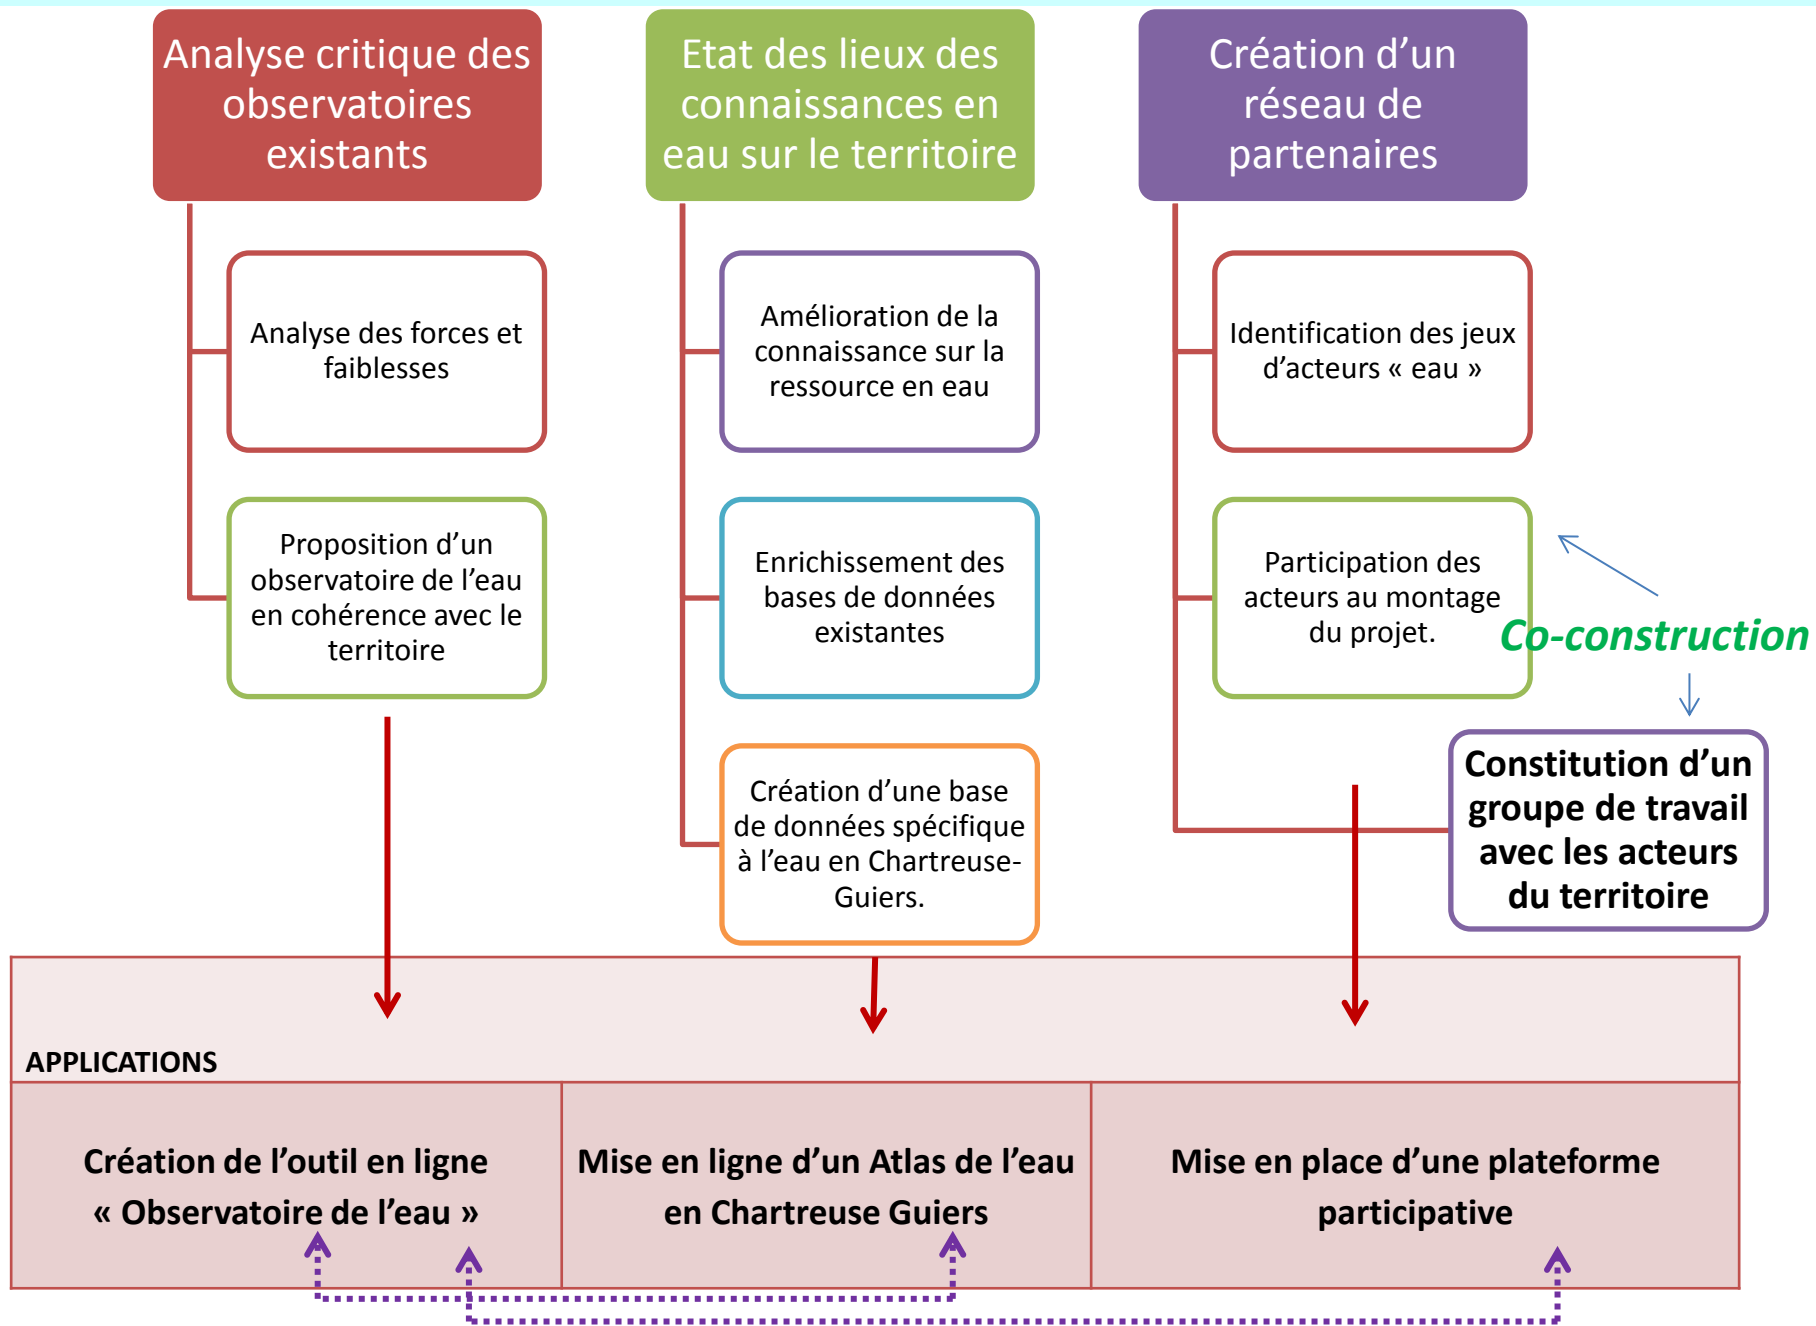 Analyse critique des
observatoires
existants
Analyse des forces et
faiblesses
Proposition d'un
observatoire de l'eau
en cohérence avec le
territoire
Etat des lieux des
connaissances en
eau sur le territoire
Amélioration de la
connaissance sur la
ressource en eau
Enrichissement des
bases de données
existantes
Création d'une base
de données spécifique
à l'eau en Chartreuse-
Guiers.
Création d'un
réseau de
partenaires
Identification des jeux
d'acteurs « eau »
Participation des
acteurs au montage
du projet.
Co-construction
Constitution d'un
groupe de travail
avec les acteurs
du territoire
APPLICATIONS
Création de l'outil en ligne
« Observatoire de l'eau »
Mise en ligne d'un Atlas de l'eau
en Chartreuse Guiers
Mise en place d'une plateforme
participative